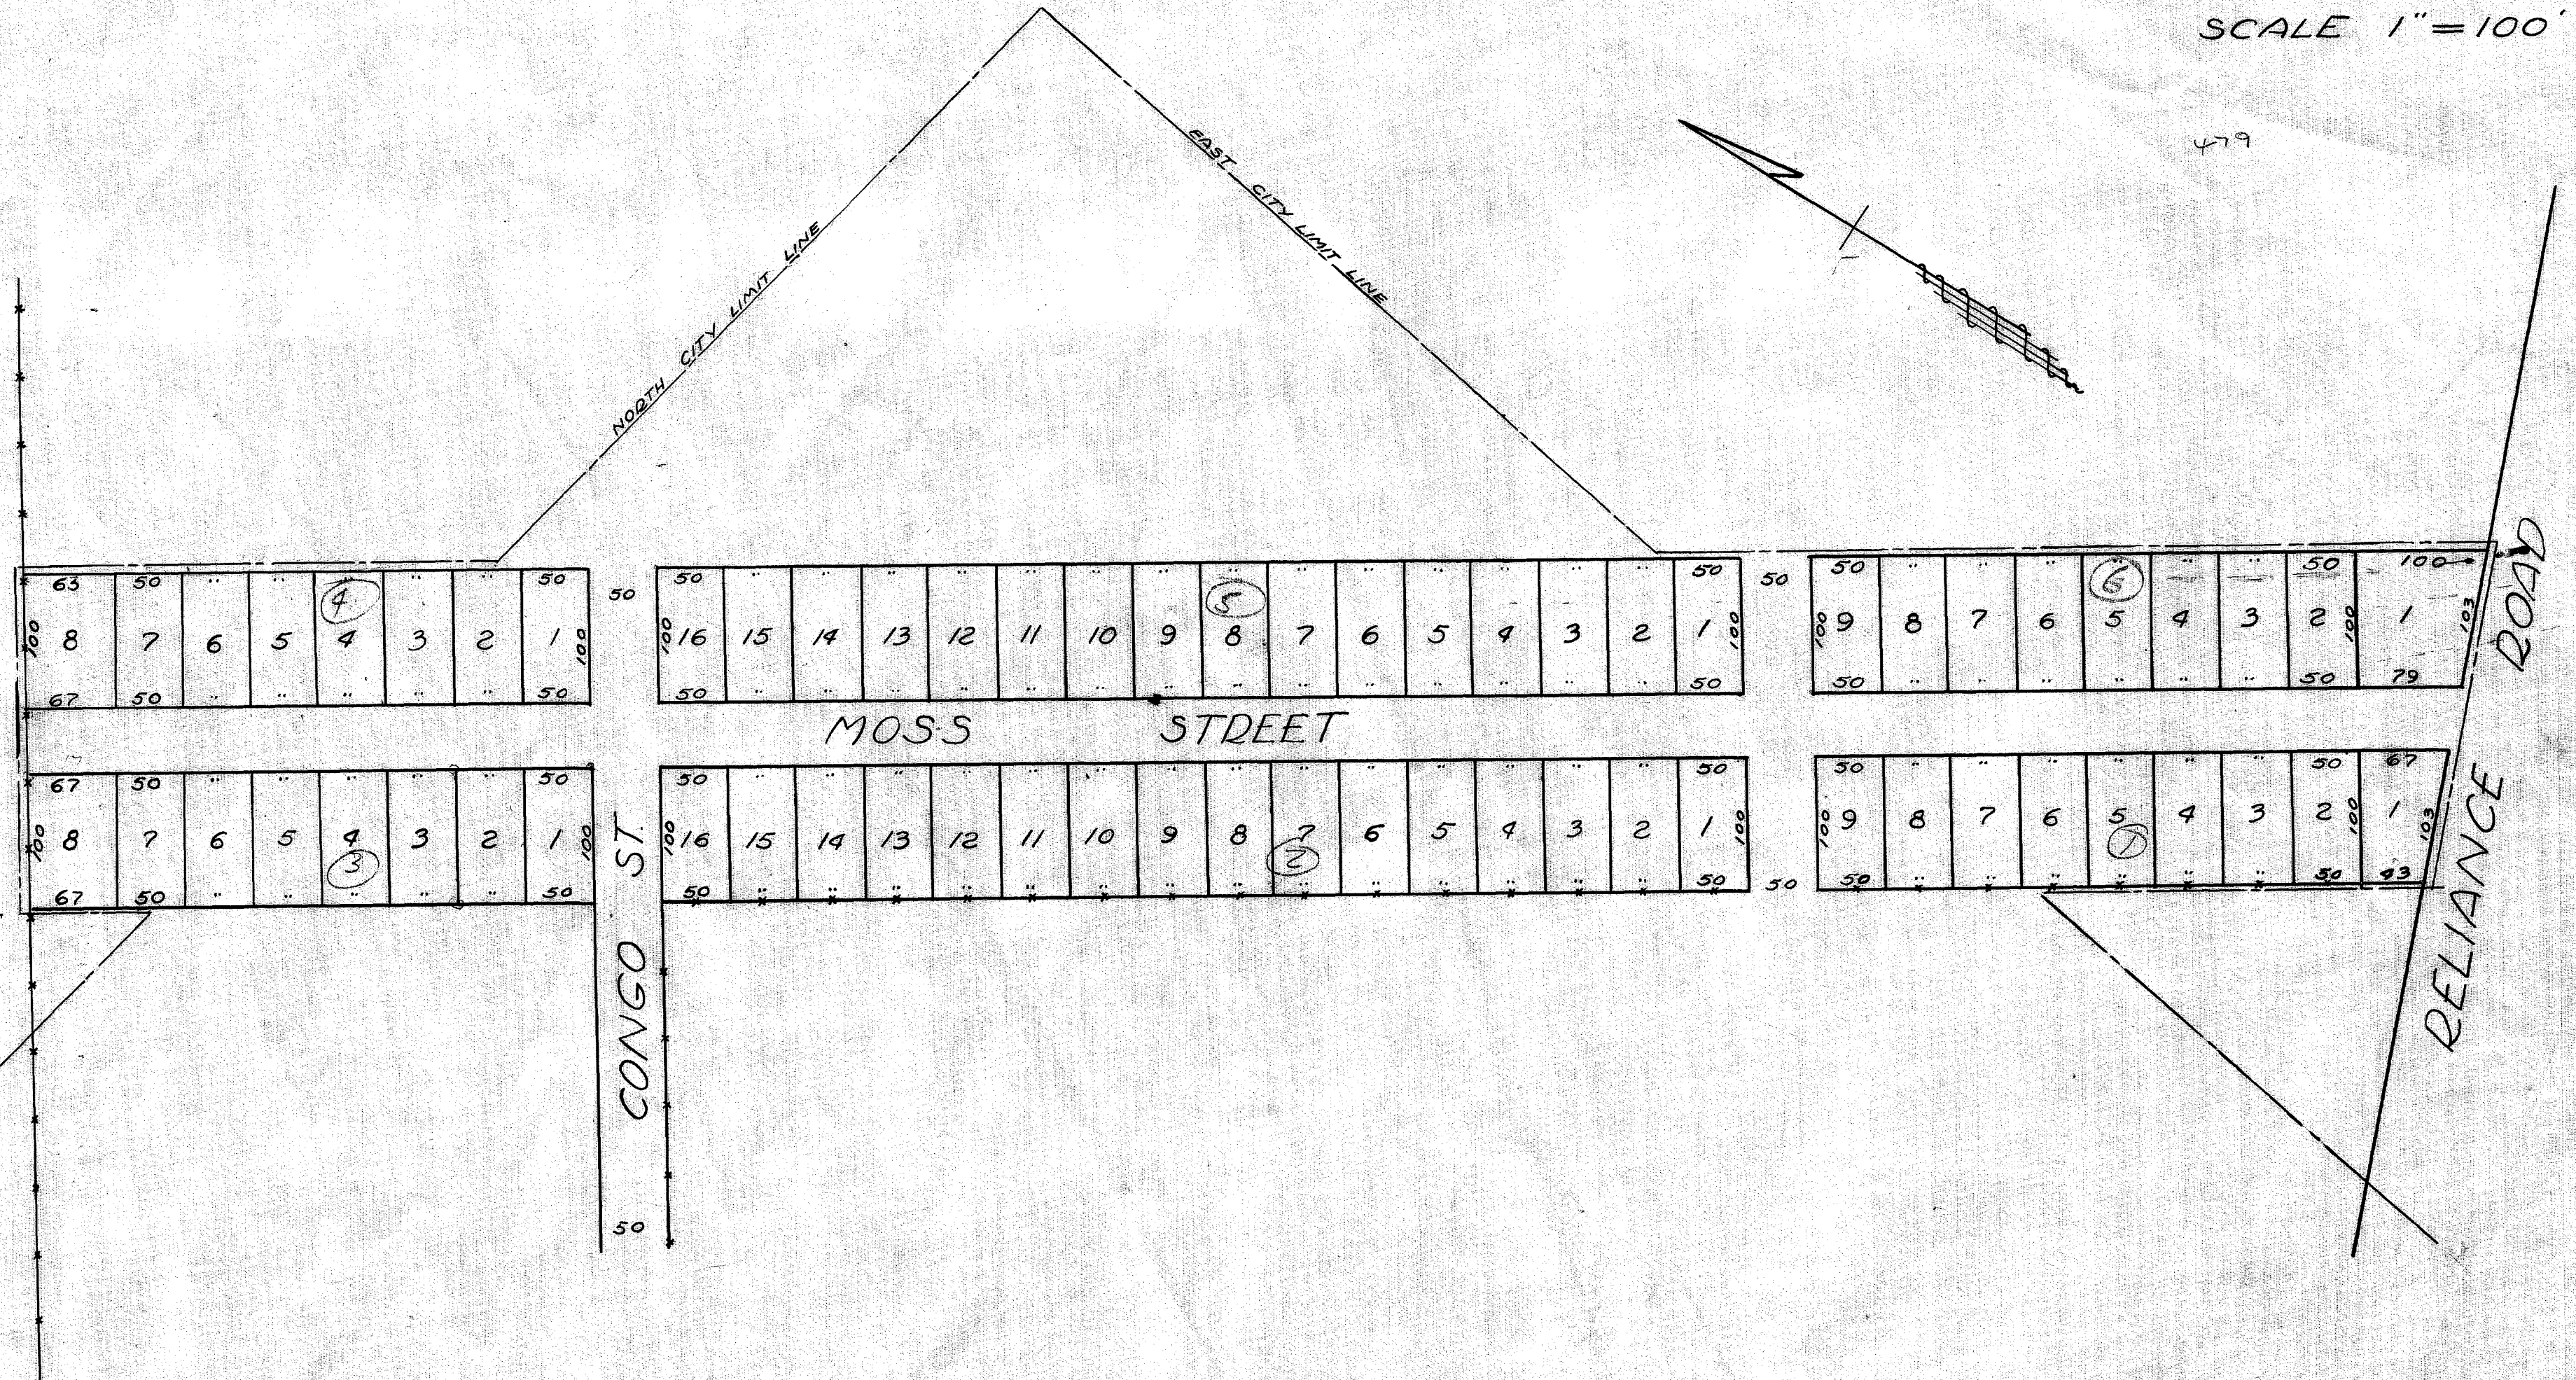 SCALE 1"=100'
479
NORTH CITY LIMIT LINE
EAST CITY LIMIT LINE
63 50 " " " " " 50
50
50 " " " " " " " " " " " " " " 50
50
50 " " " " " " 50 100
4
5
6
100 8 7 6 5 4 3 2 1 100
100 16 15 14 13 12 11 10 9 8 7 6 5 4 3 2 1 100
100 9 8 7 6 5 4 3 2 100 1 103
67 50 " " " " " 50
50 " " " " " " " " " " " " " " 50
50 " " " " " " 50 79
MOSS STREET
ROAD
67 50 " " " " " 50
50 " " " " " " " " " " " " " " 50
50 " " " " " " 50 67
100 8 7 6 5 4 3 2 1 100
100 16 15 14 13 12 11 10 9 8 7 6 5 4 3 2 1 100
100 9 8 7 6 5 4 3 2 100 1 103
3
2
1
67 50 " " " " " 50
50 " " " " " " " " " " " " " " 50
50
50 " " " " " " 50 43
CONGO ST.
50
RELIANCE